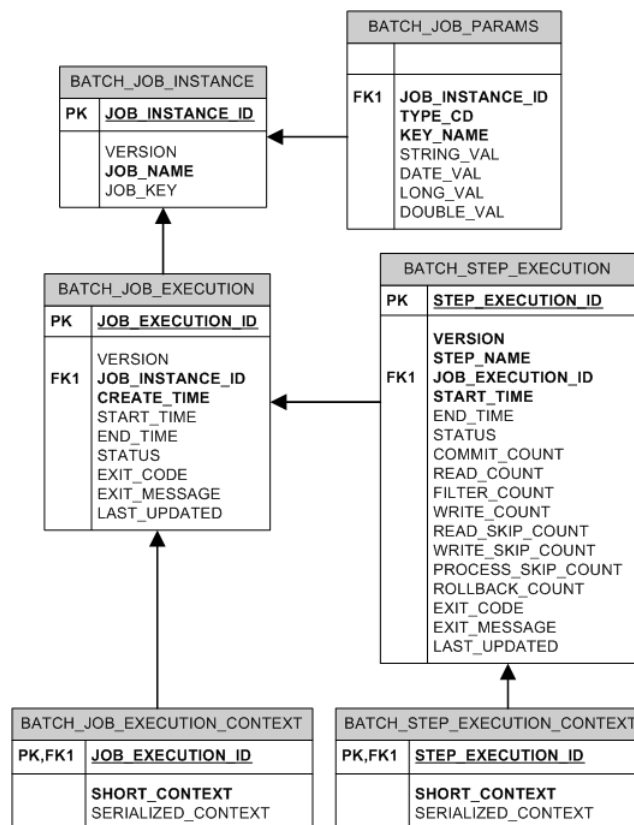 BATCH_JOB_PARAMS
FK1 JOB_INSTANCE_ID
TYPE_CD
KEY_NAME
STRING_VAL
DATE_VAL
LONG_VAL
DOUBLE_VAL
BATCH_JOB_INSTANCE
PK JOB_INSTANCE_ID
VERSION
JOB_NAME
JOB_KEY
BATCH_JOB_EXECUTION
PK JOB_EXECUTION_ID
VERSION
FK1 JOB_INSTANCE_ID
CREATE_TIME
START_TIME
END_TIME
STATUS
EXIT_CODE
EXIT_MESSAGE
LAST_UPDATED
BATCH_STEP_EXECUTION
PK STEP_EXECUTION_ID
VERSION
STEP_NAME
FK1 JOB_EXECUTION_ID
START_TIME
END_TIME
STATUS
COMMIT_COUNT
READ_COUNT
FILTER_COUNT
WRITE_COUNT
READ_SKIP_COUNT
WRITE_SKIP_COUNT
PROCESS_SKIP_COUNT
ROLLBACK_COUNT
EXIT_CODE
EXIT_MESSAGE
LAST_UPDATED
BATCH_JOB_EXECUTION_CONTEXT
PK,FK1 JOB_EXECUTION_ID
SHORT_CONTEXT
SERIALIZED_CONTEXT
BATCH_STEP_EXECUTION_CONTEXT
PK,FK1 STEP_EXECUTION_ID
SHORT_CONTEXT
SERIALIZED_CONTEXT